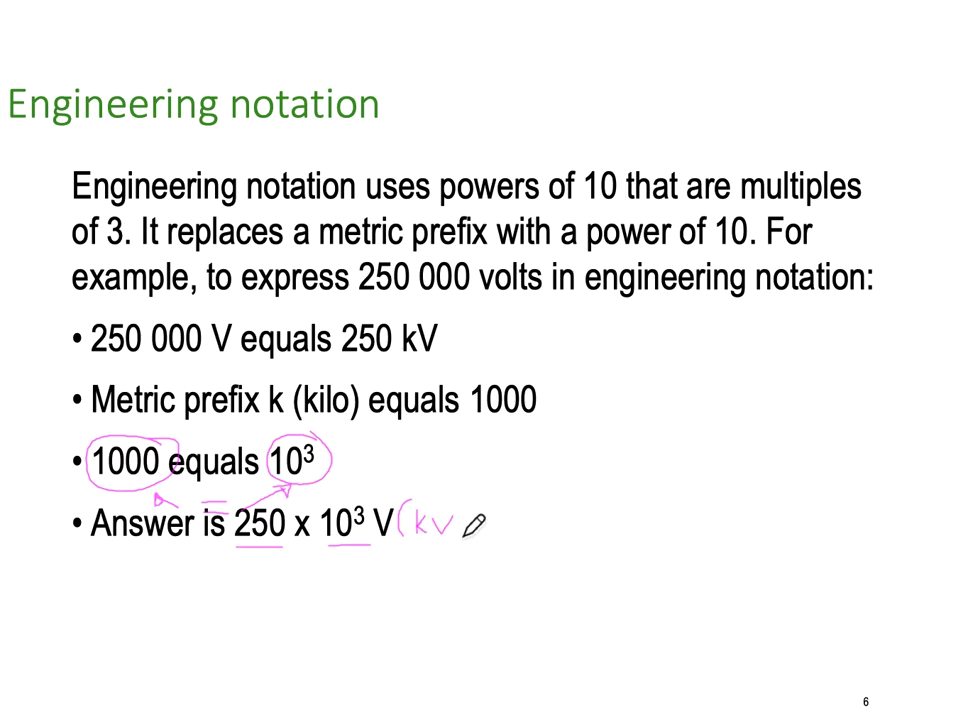 Engineering notation
Engineering notation uses powers of 10 that are multiples
of 3. It replaces a metric prefix with a power of 10. For
example, to express 250 000 volts in engineering notation:
• 250 000 V equals 250 kV
• Metric prefix k (kilo) equals 1000
• 1000 equals 10³
=
• Answer is 250 x 10³ V (kv
6